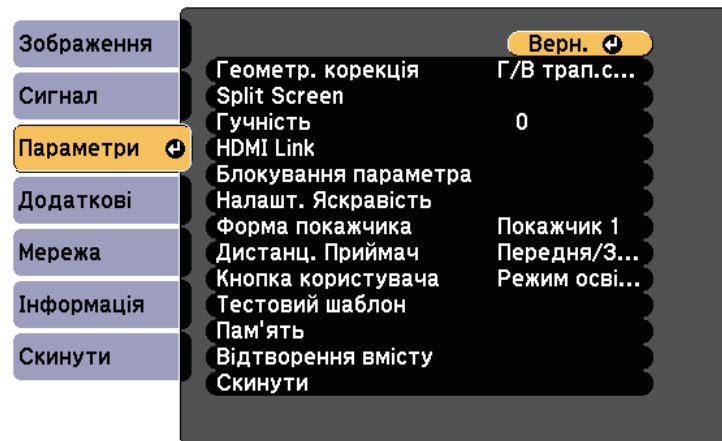 Зображення
Сигнал
Параметри
Додаткові
Мережа
Інформація
Скинути
Верн.
Геометр. корекція Г/В трап.с...
Split Screen
Гучність 0
HDMI Link
Блокування параметра
Налашт. Яскравість
Форма покажчика Покажчик 1
Дистанц. Приймач Передня/З...
Кнопка користувача Режим осві...
Тестовий шаблон
Пам'ять
Відтворення вмісту
Скинути